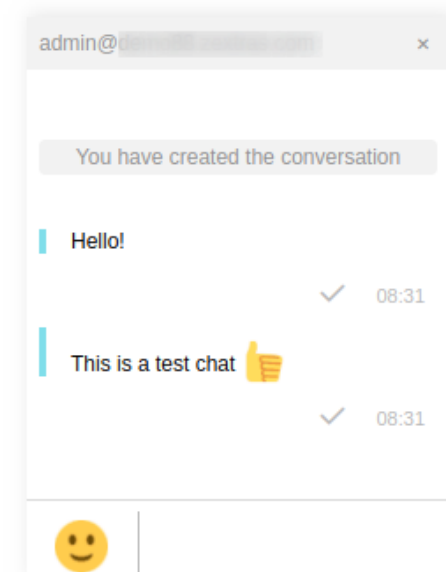 admin@
×
You have created the conversation
Hello!
08:31
This is a test chat 👍
08:31